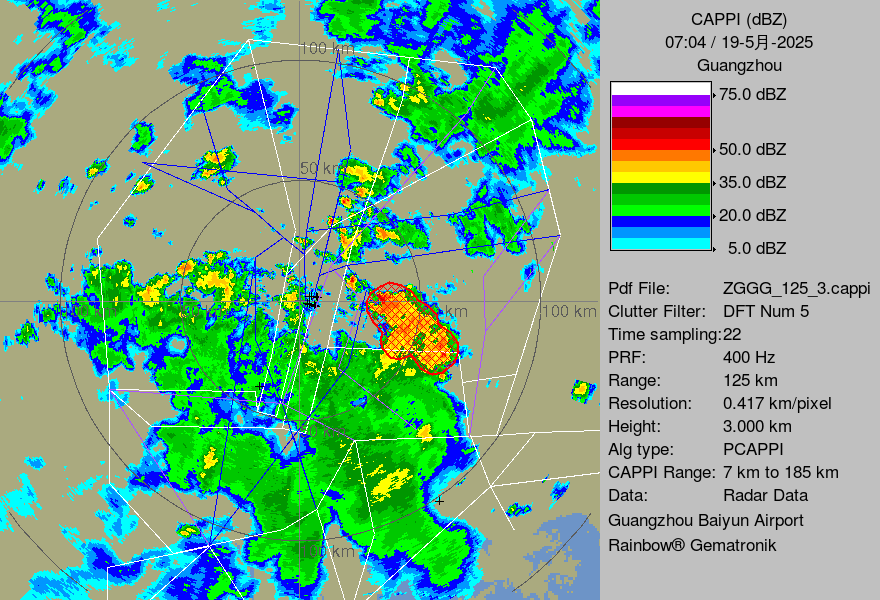 CAPPI (dBZ)
07:04 / 19-5月-2025
Guangzhou
75.0 dBZ
50.0 dBZ
35.0 dBZ
20.0 dBZ
5.0 dBZ
Pdf File: ZGGG_125_3.cappi
Clutter Filter: DFT Num 5
Time sampling:22
PRF: 400 Hz
Range: 125 km
Resolution: 0.417 km/pixel
Height: 3.000 km
Alg type: PCAPPI
CAPPI Range: 7 km to 185 km
Data: Radar Data
Guangzhou Baiyun Airport
Rainbow® Gematronik
100 km
50 km
km
100 km
km